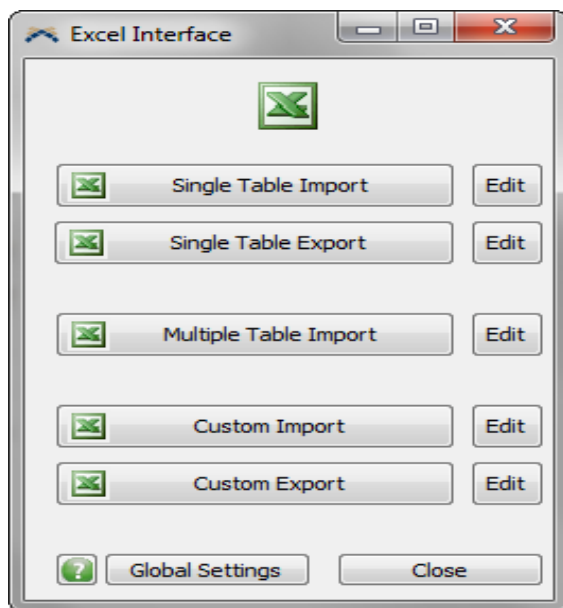 Excel Interface
Single Table Import Edit
Single Table Export Edit
Multiple Table Import Edit
Custom Import Edit
Custom Export Edit
? Global Settings Close